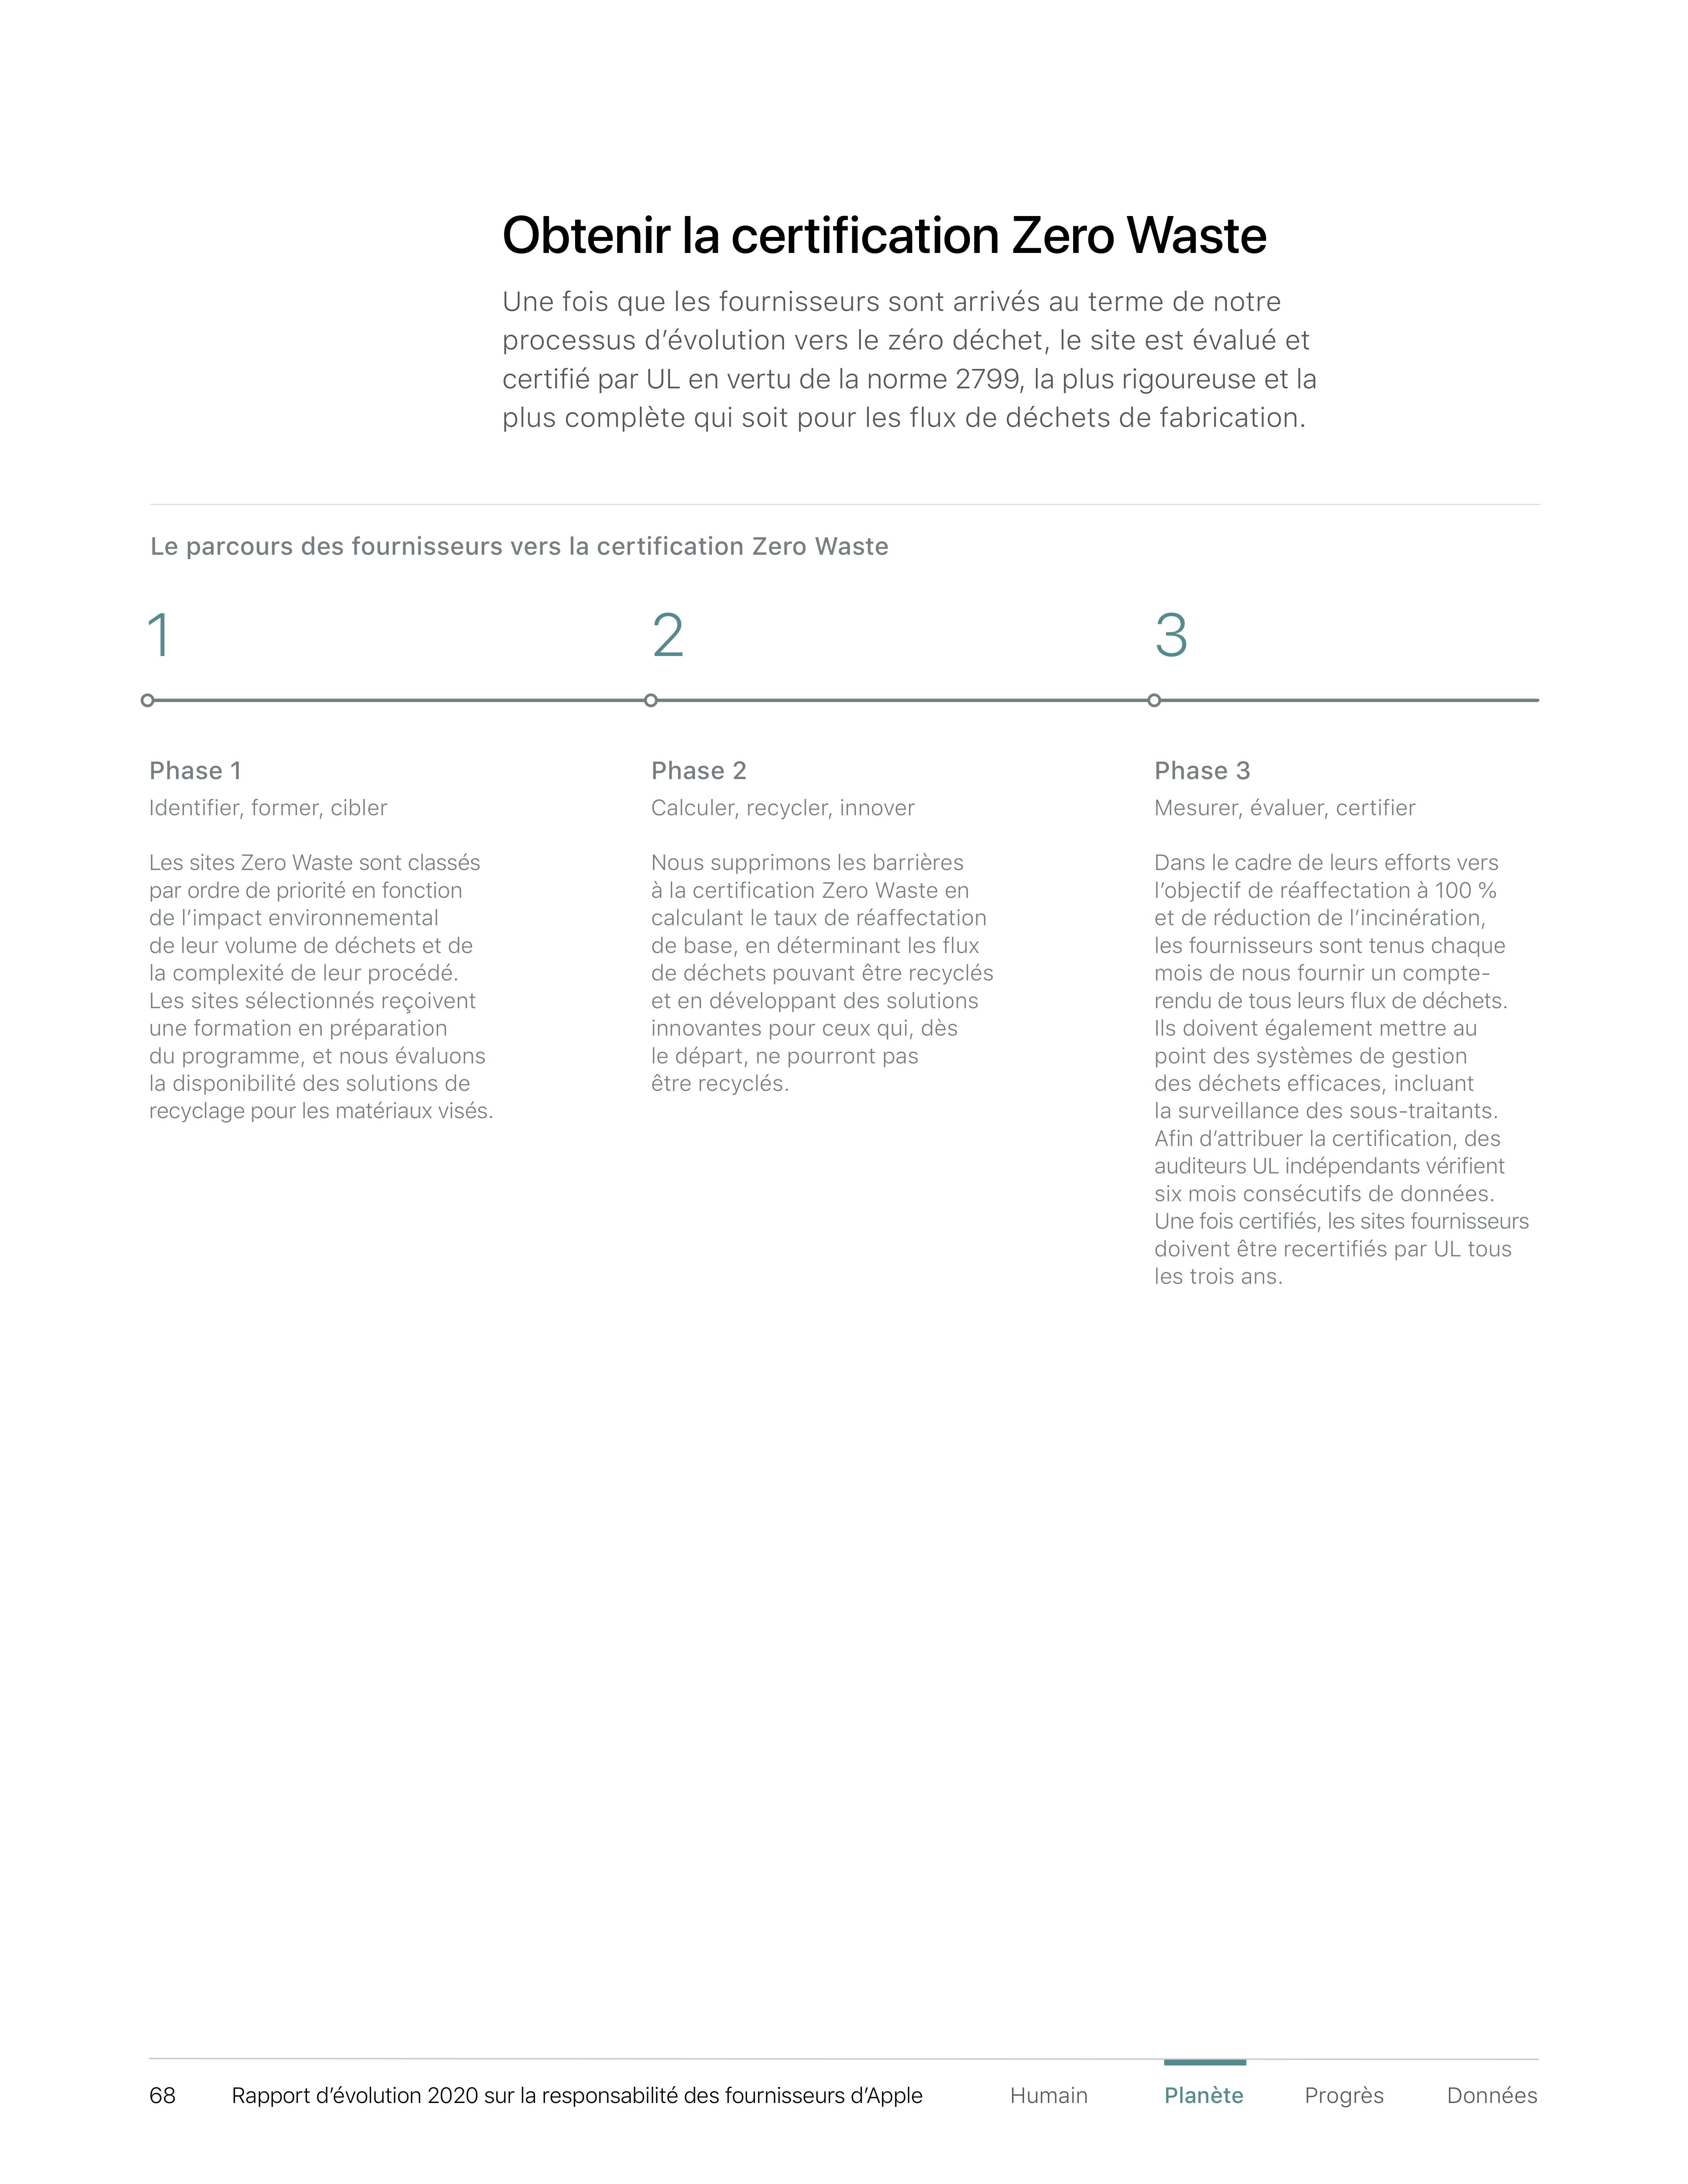 Obtenir la certification Zero Waste
Une fois que les fournisseurs sont arrivés au terme de notre
processus d’évolution vers le zéro déchet, le site est évalué et
certifié par UL en vertu de la norme 2799, la plus rigoureuse et la
plus complète qui soit pour les flux de déchets de fabrication.
Le parcours des fournisseurs vers la certification Zero Waste
1
2
3
Phase 1
Identifier, former, cibler
Les sites Zero Waste sont classés
par ordre de priorité en fonction
de l’impact environnemental
de leur volume de déchets et de
la complexité de leur procédé.
Les sites sélectionnés reçoivent
une formation en préparation
du programme, et nous évaluons
la disponibilité des solutions de
recyclage pour les matériaux visés.
Phase 2
Calculer, recycler, innover
Nous supprimons les barrières
à la certification Zero Waste en
calculant le taux de réaffectation
de base, en déterminant les flux
de déchets pouvant être recyclés
et en développant des solutions
innovantes pour ceux qui, dès
le départ, ne pourront pas
être recyclés.
Phase 3
Mesurer, évaluer, certifier
Dans le cadre de leurs efforts vers
l’objectif de réaffectation à 100 %
et de réduction de l’incinération,
les fournisseurs sont tenus chaque
mois de nous fournir un compte-
rendu de tous leurs flux de déchets.
Ils doivent également mettre au
point des systèmes de gestion
des déchets efficaces, incluant
la surveillance des sous-traitants.
Afin d’attribuer la certification, des
auditeurs UL indépendants vérifient
six mois consécutifs de données.
Une fois certifiés, les sites fournisseurs
doivent être recertifiés par UL tous
les trois ans.
68 Rapport d’évolution 2020 sur la responsabilité des fournisseurs d’Apple Humain Planète Progrès Données